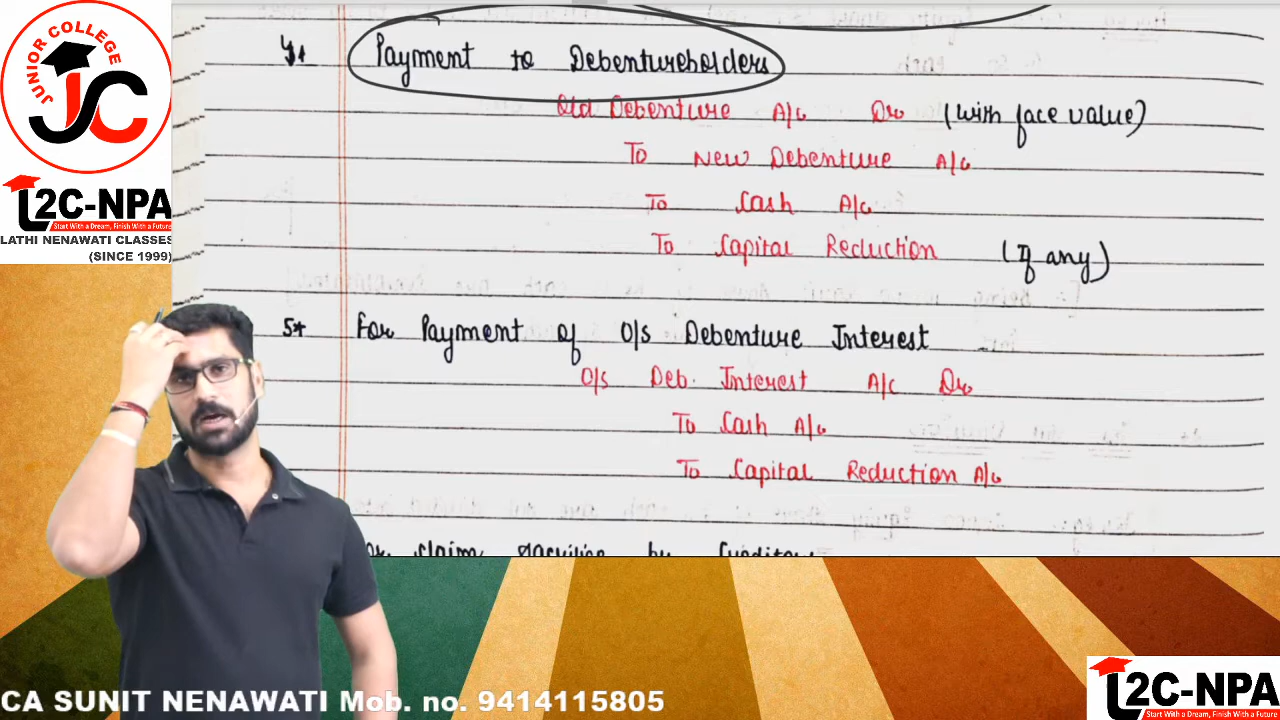 JUNIOR COLLEGE
JC
L2C-NPA
Start With a Dream, Finish With a Future
LATHI NENAWATI CLASSES
(SINCE 1999)
4* Payment to Debentureholders
Old Debenture A/c Dr (with face value)
To New Debenture A/c
To Cash A/c
To Capital Reduction (If any)
5* For Payment of O/s Debenture Interest
O/s Deb. Interest A/c Dr
To Cash A/c
To Capital Reduction A/c
claim by
CA SUNIT NENAWATI Mob. no. 9414115805
L2C-NPA
Start With a Dream, Finish With a Future